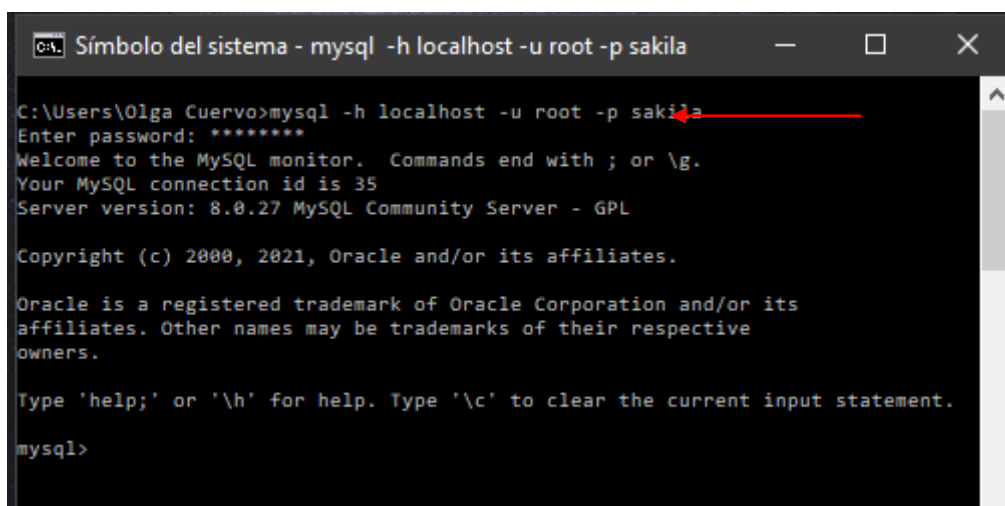 Símbolo del sistema - mysql -h localhost -u root -p sakila
C:\Users\Olga Cuervo>mysql -h localhost -u root -p sakila
Enter password: ********
Welcome to the MySQL monitor.  Commands end with ; or \g.
Your MySQL connection id is 35
Server version: 8.0.27 MySQL Community Server - GPL
Copyright (c) 2000, 2021, Oracle and/or its affiliates.
Oracle is a registered trademark of Oracle Corporation and/or its
affiliates. Other names may be trademarks of their respective
owners.
Type 'help;' or '\h' for help. Type '\c' to clear the current input statement.
mysql>